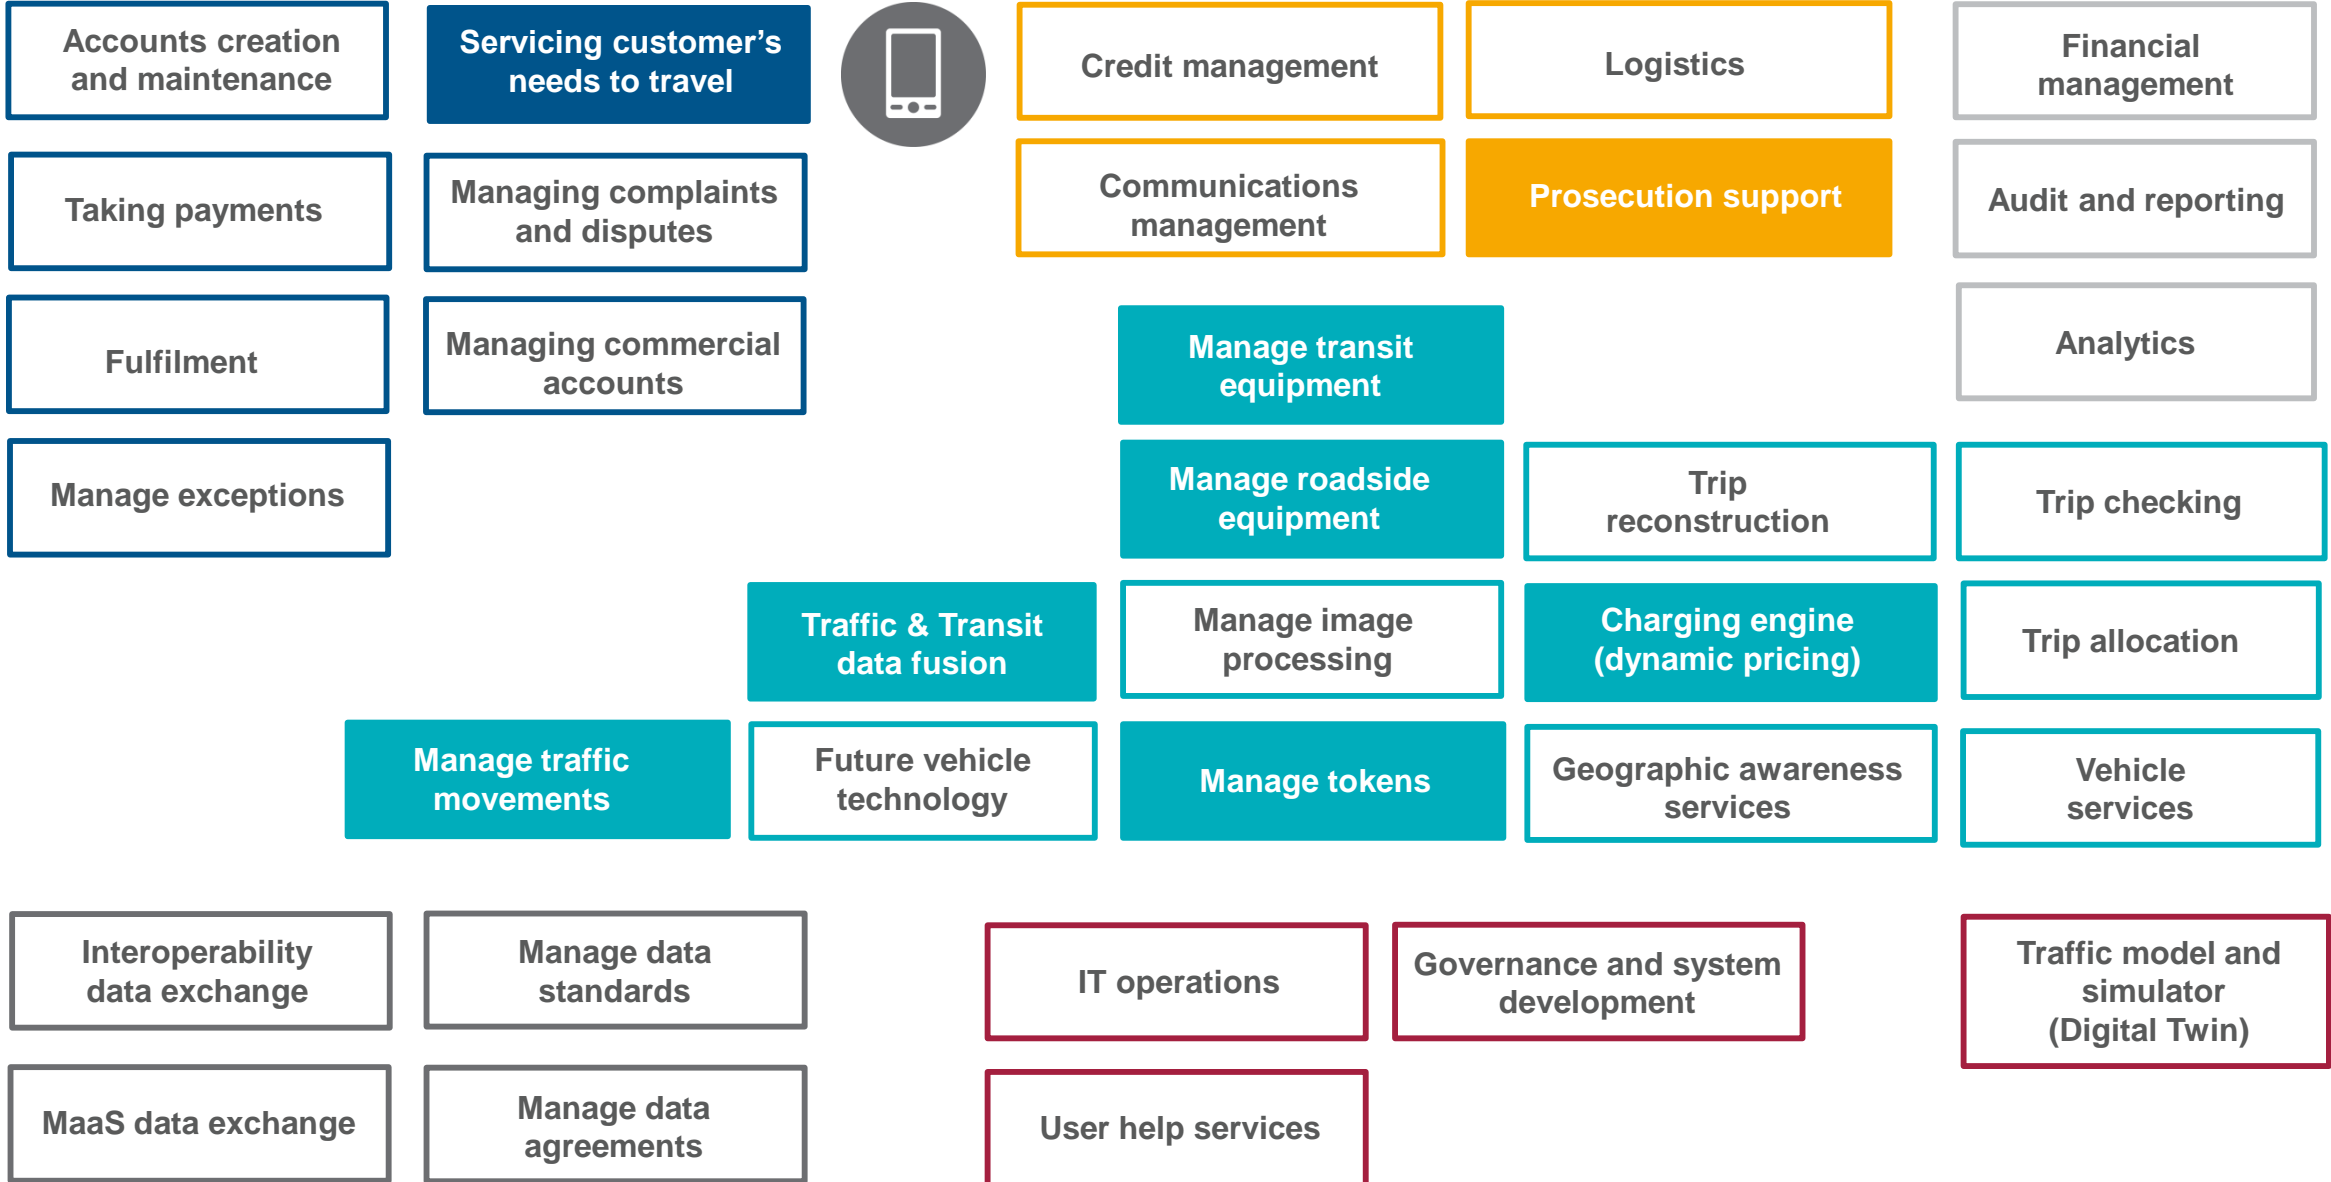 Accounts creation
and maintenance
Servicing customer’s
needs to travel
Credit management
Logistics
Financial
management
Taking payments
Managing complaints
and disputes
Communications
management
Prosecution support
Audit and reporting
Fulfilment
Managing commercial
accounts
Manage transit
equipment
Analytics
Manage exceptions
Manage roadside
equipment
Trip
reconstruction
Trip checking
Traffic & Transit
data fusion
Manage image
processing
Charging engine
(dynamic pricing)
Trip allocation
Manage traffic
movements
Future vehicle
technology
Manage tokens
Geographic awareness
services
Vehicle
services
Interoperability
data exchange
Manage data
standards
IT operations
Governance and system
development
Traffic model and
simulator
(Digital Twin)
MaaS data exchange
Manage data
agreements
User help services